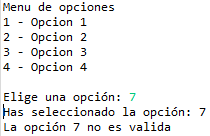 Menu de opciones
1 - Opcion 1
2 - Opcion 2
3 - Opcion 3
4 - Opcion 4
Elige una opción: 7
Has seleccionado la opción: 7
La opción 7 no es valida